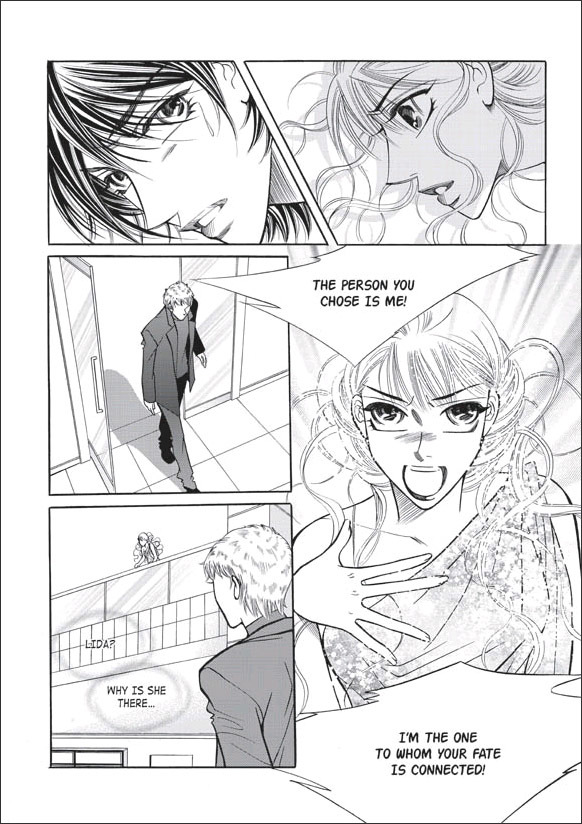 THE PERSON YOU
CHOSE IS ME!
LIDA?
WHY IS SHE
THERE...
I'M THE ONE
TO WHOM YOUR FATE
IS CONNECTED!